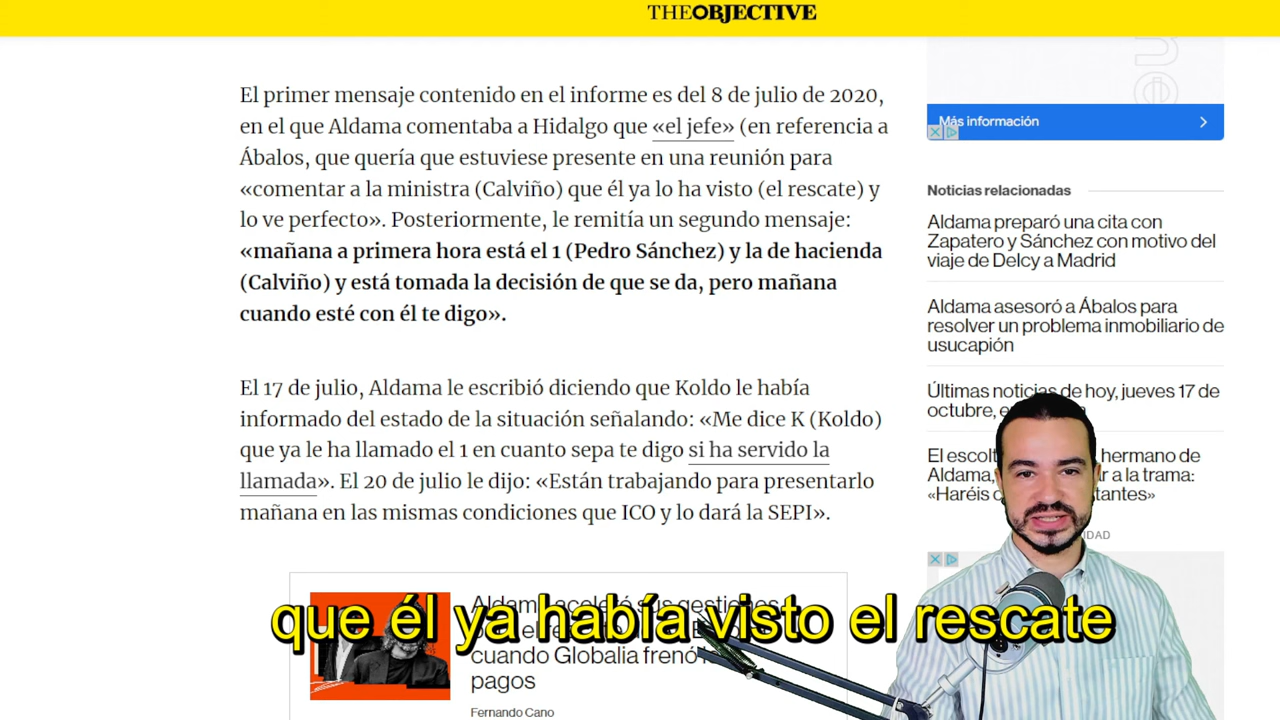 THEOBJECTIVE
El primer mensaje contenido en el informe es del 8 de julio de 2020,
en el que Aldama comentaba a Hidalgo que «el jefe» (en referencia a
Ábalos, que quería que estuviese presente en una reunión para
«comentar a la ministra (Calviño) que él ya lo ha visto (el rescate) y
lo ve perfecto». Posteriormente, le remitía un segundo mensaje:
«mañana a primera hora está el 1 (Pedro Sánchez) y la de hacienda
(Calviño) y está tomada la decisión de que se da, pero mañana
cuando esté con él te digo».
El 17 de julio, Aldama le escribió diciendo que Koldo le había
informado del estado de la situación señalando: «Me dice K (Koldo)
que ya le ha llamado el 1 en cuanto sepa te digo si ha servido la
llamada». El 20 de julio le dijo: «Están trabajando para presentarlo
mañana en las mismas condiciones que ICO y lo dará la SEPI».
cuando Globalia frenó
pagos
Fernando Cano
Más información
Noticias relacionadas
Aldama preparó una cita con
Zapatero y Sánchez con motivo del
viaje de Delcy a Madrid
Aldama asesoró a Ábalos para
resolver un problema inmobiliario de
usucapión
Últimas noticias de hoy, jueves 17 de
octubre,
El hermano de
Aldama, ar a la trama:
«Haréis
que él ya había visto el rescate